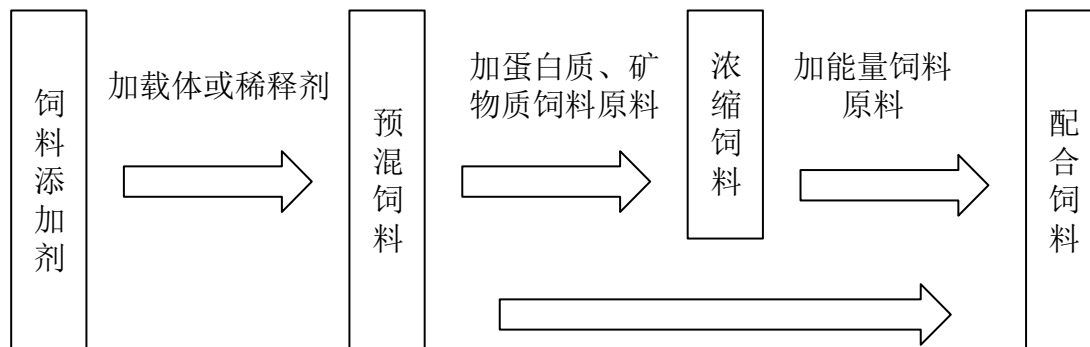 饲料添加剂
加载体或稀释剂
预混饲料
加蛋白质、矿
物质饲料原料
浓缩饲料
加能量饲料
原料
配合饲料